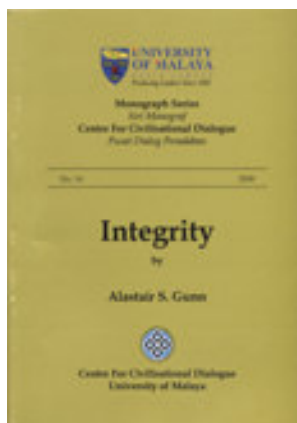 UNIVERSITY
OF MALAYA
Monograph Series
Siri Monograf
Centre For Civilisational Dialogue
Pusat Dialog Peradaban
Integrity
by
Alastair S. Gunn
Centre For Civilisational Dialogue
University of Malaya